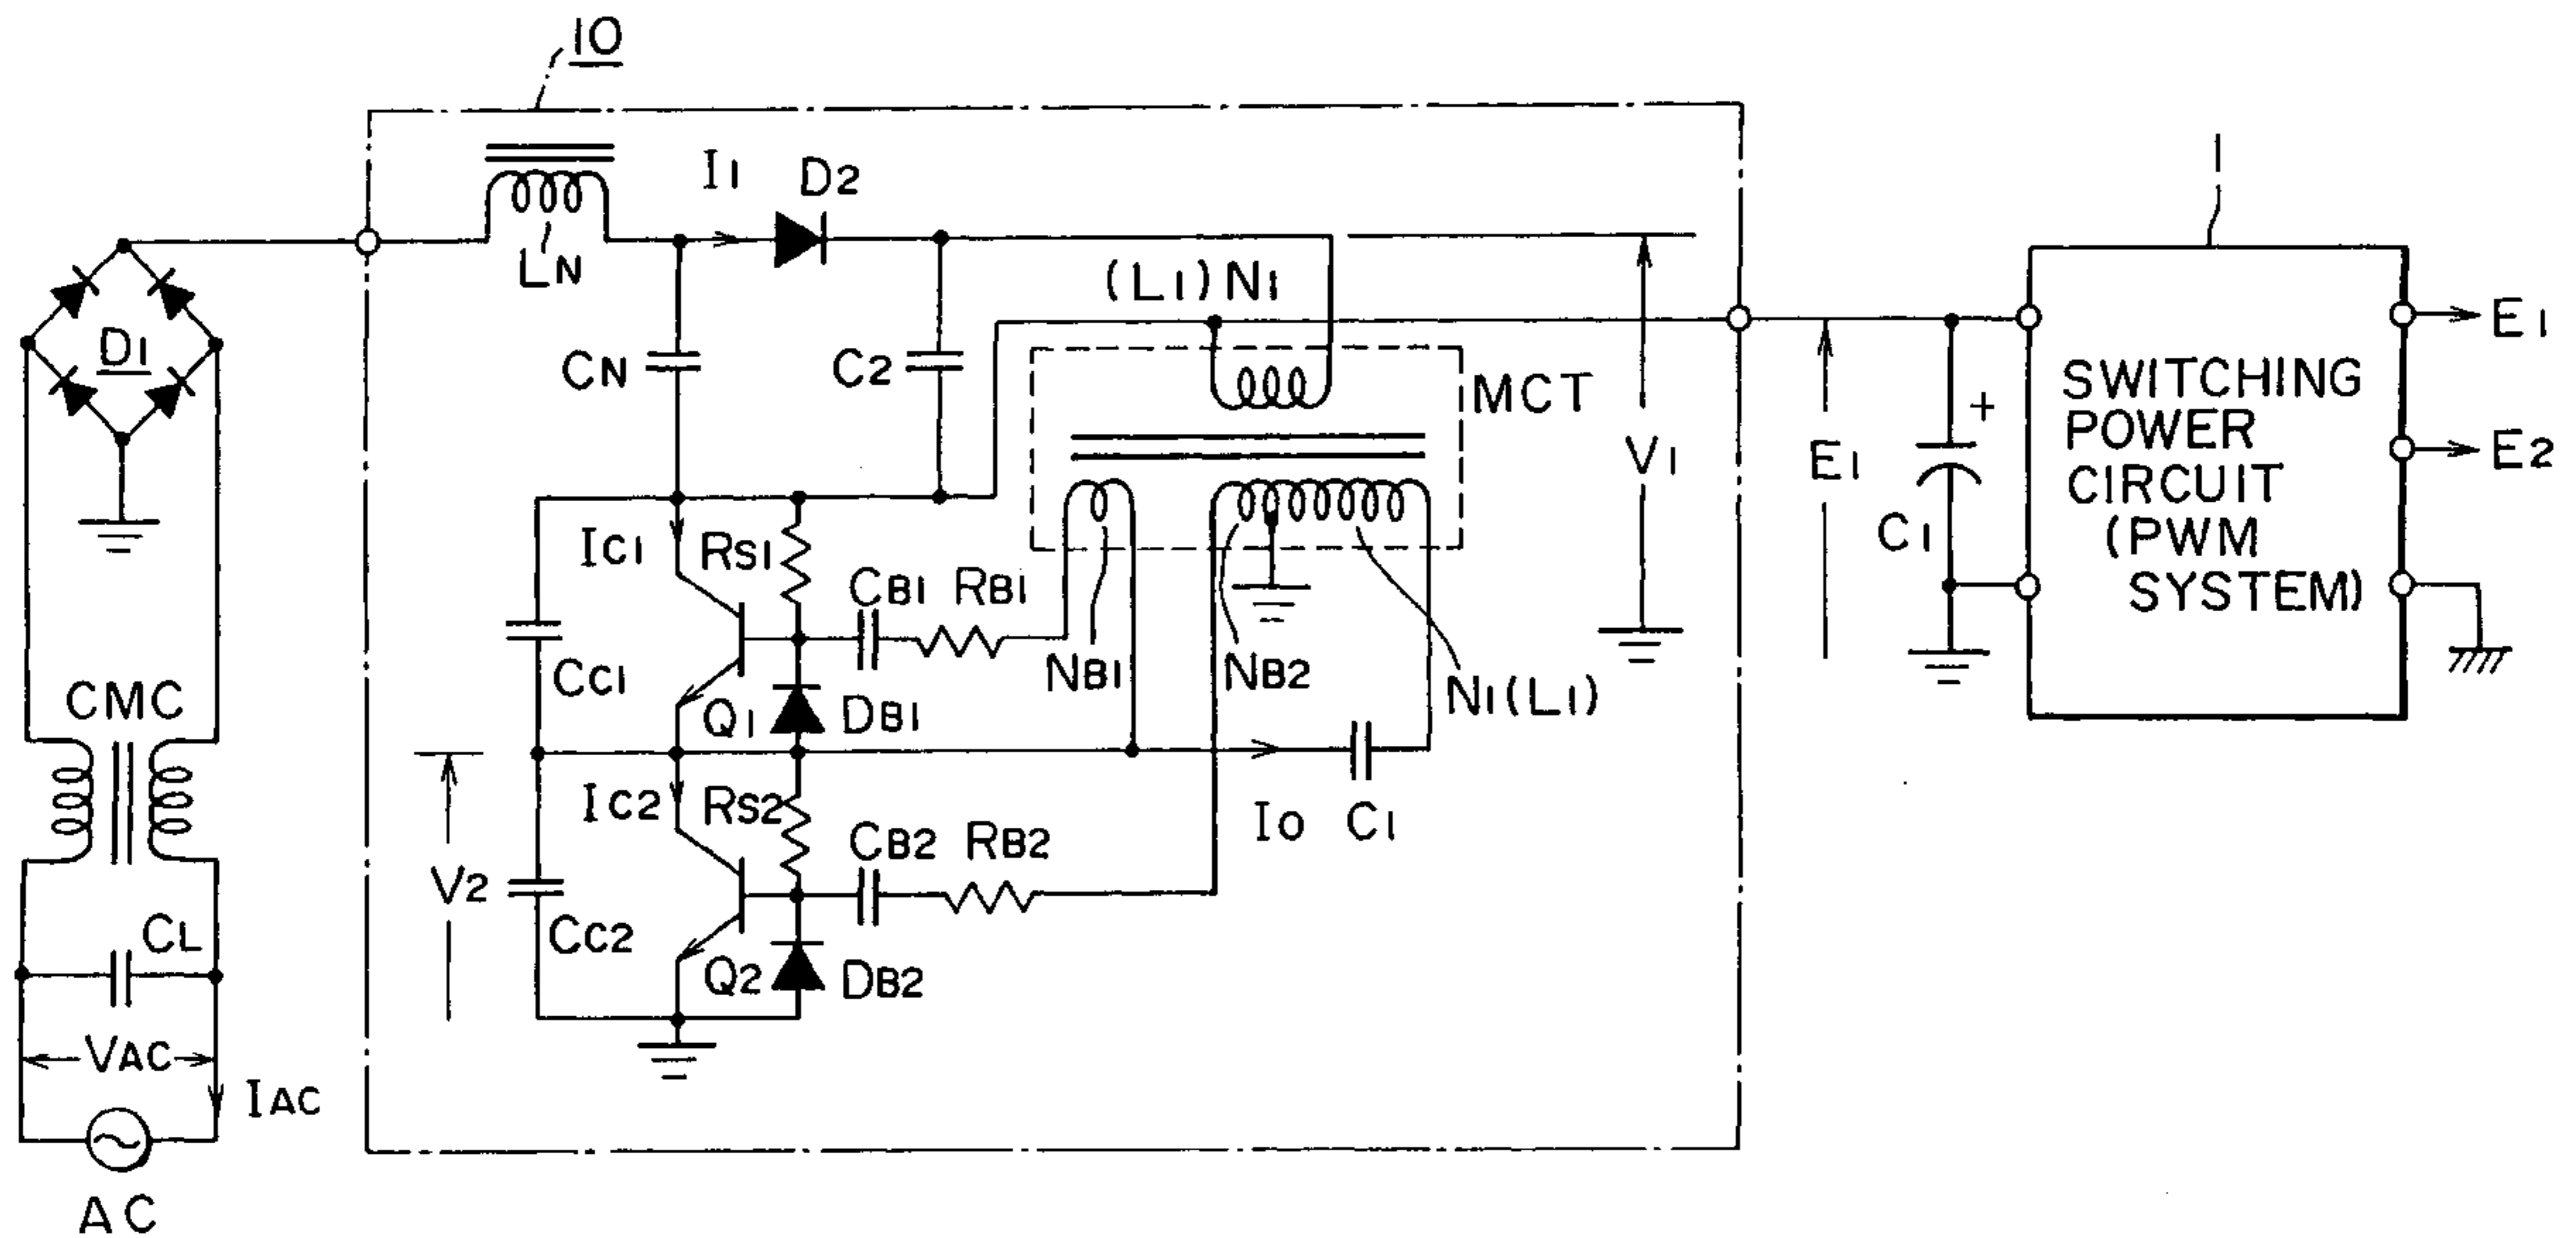 10
I1
D2
LN
(L1)N1
D1
CN
C2
MCT
V1
E1
+
C1
1
SWITCHING
POWER
CIRCUIT
(PWM
SYSTEM)
E1
E2
IC1
RS1
CB1
RB1
CC1
Q1
DB1
NB1
NB2
N1(L1)
CMC
IC2
RS2
CB2
RB2
IO
C1
V2
CC2
Q2
DB2
CL
VAC
IAC
AC